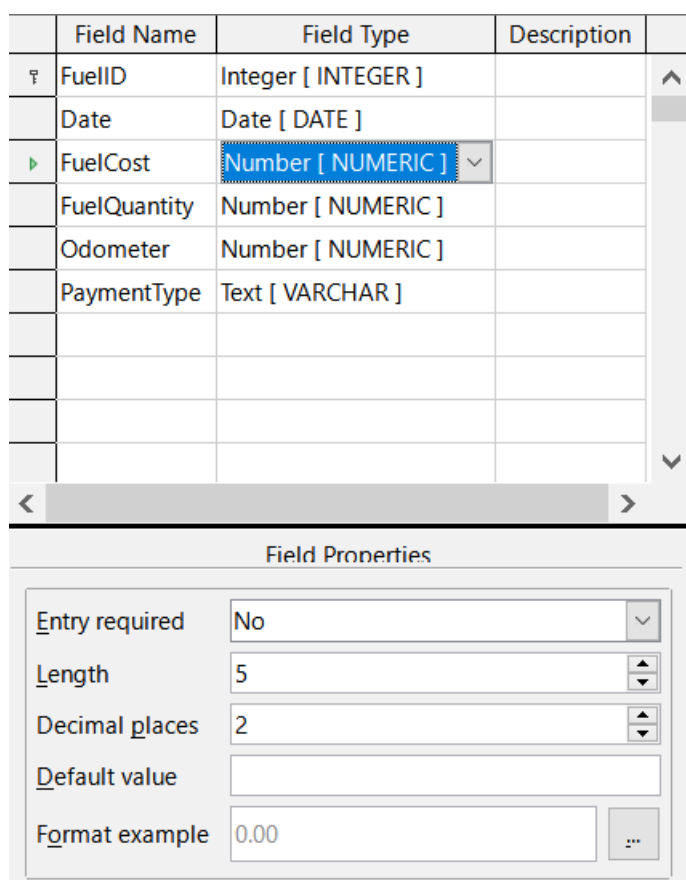 Field Name Field Type Description
FuelID Integer [ INTEGER ]
Date Date [ DATE ]
FuelCost Number [ NUMERIC ]
FuelQuantity Number [ NUMERIC ]
Odometer Number [ NUMERIC ]
PaymentType Text [ VARCHAR ]
Field Properties
Entry required No
Length 5
Decimal places 2
Default value
Format example 0.00 ...